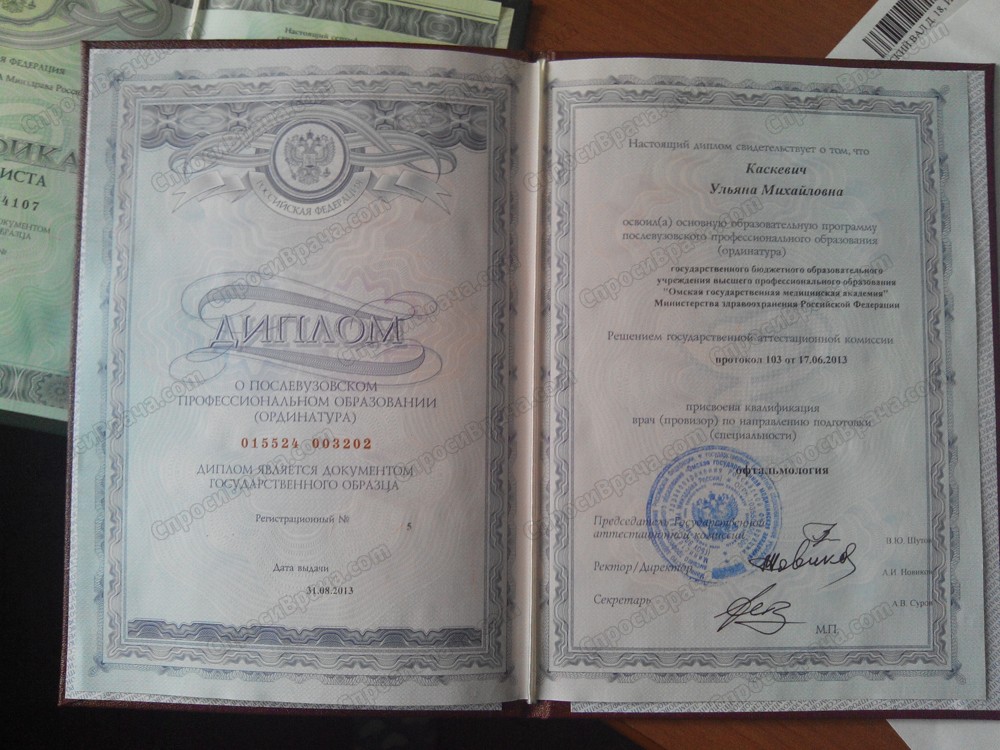 Я ФЕДЕРАЦИЯ
ИСТА
4107
РОССИЙСКАЯ ФЕДЕРАЦИЯ
ДИПЛОМ
О ПОСЛЕВУЗОВСКОМ
ПРОФЕССИОНАЛЬНОМ ОБРАЗОВАНИИ
(ОРДИНАТУРА)
015524 003202
ДИПЛОМ ЯВЛЯЕТСЯ ДОКУМЕНТОМ
ГОСУДАРСТВЕННОГО ОБРАЗЦА
Регистрационный № 5
Дата выдачи
31.08.2013
Настоящий диплом свидетельствует о том, что
Каскевич
Ульяна Михайловна
освоил(а) основную образовательную программу
послевузовского профессионального образования
(ординатура)
государственного бюджетного образовательного
учреждения высшего профессионального образования
"Омская государственная медицинская академия"
Министерства здравоохранения Российской Федерации
Решением государственной аттестационной комиссии
протокол 103 от 17.06.2013
присвоена квалификация
врач (провизор) по направлению подготовки
(специальности)
офтальмология
Председатель Государственной
аттестационной комиссии
В.Ю. Шутов
Ректор/Директор
А.И. Новиков
Секретарь
А.В. Суров
М.П.
СпросиВрача.com